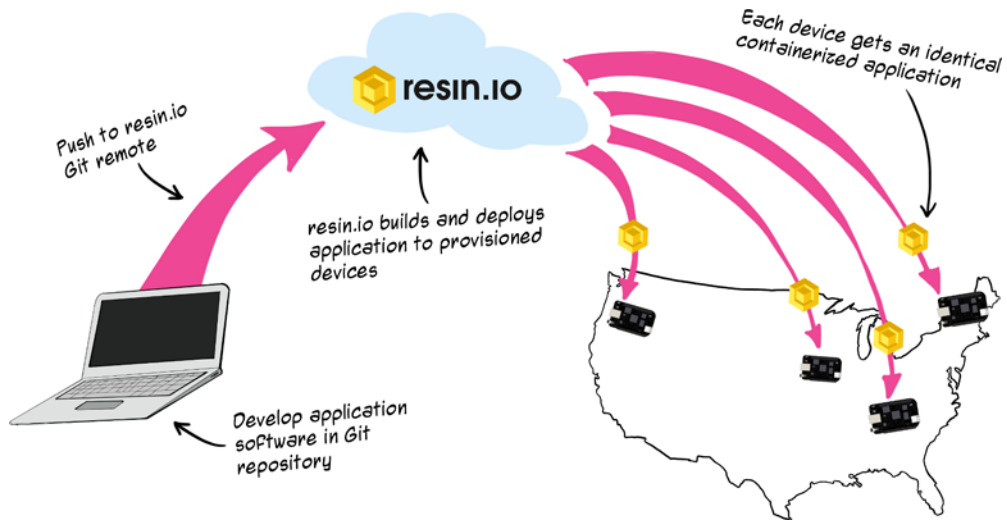 Each device gets an identical
containerized application
resin.io
Push to resin.io
Git remote
resin.io builds and deploys
application to provisioned
devices
Develop application
software in Git
repository